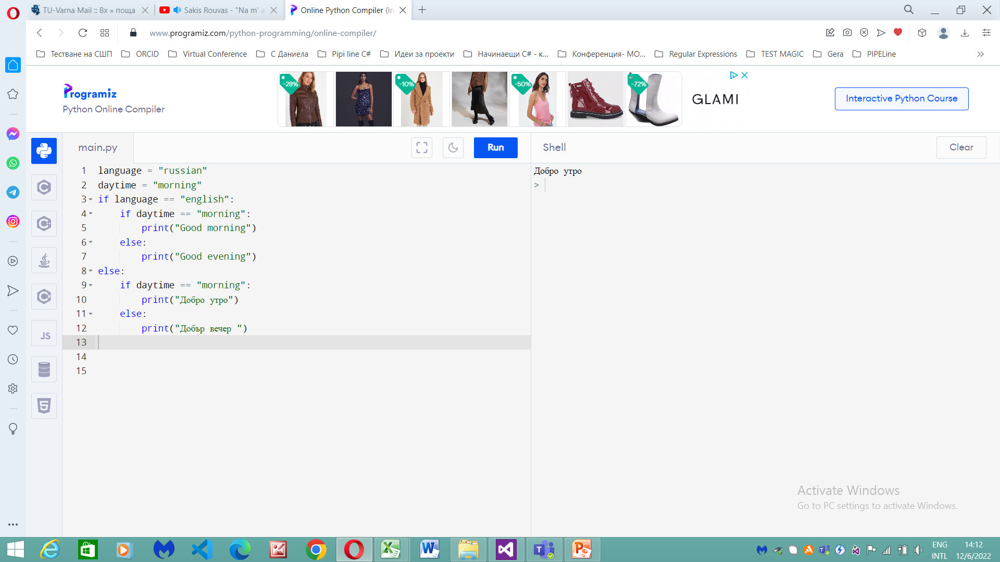 TU-Varna Mail :: Вх » поща
Sakis Rouvas - "Na m' a
Online Python Compiler (In
www.programiz.com/python-programming/online-compiler/
Тестване на СШП
ORCID
Virtual Conference
С Даниела
Pipi line C#
Идеи за проекти
Начинаещи C# - к...
Конференция- МО...
Regular Expressions
TEST MAGIC
Gera
PIPELine
Programiz
Python Online Compiler
-28%
-10%
-50%
-72%
GLAMI
Interactive Python Course
main.py
Run
Shell
Clear
1 language = "russian"
2 daytime = "morning"
3 if language == "english":
4 if daytime == "morning":
5 print("Good morning")
6 else:
7 print("Good evening")
8 else:
9 if daytime == "morning":
10 print("Добро утро")
11 else:
12 print("Добър вечер ")
13
14
15
Добро утро
>
JS
Activate Windows
Go to PC settings to activate Windows.
ENG
INTL
14:12
12/6/2022